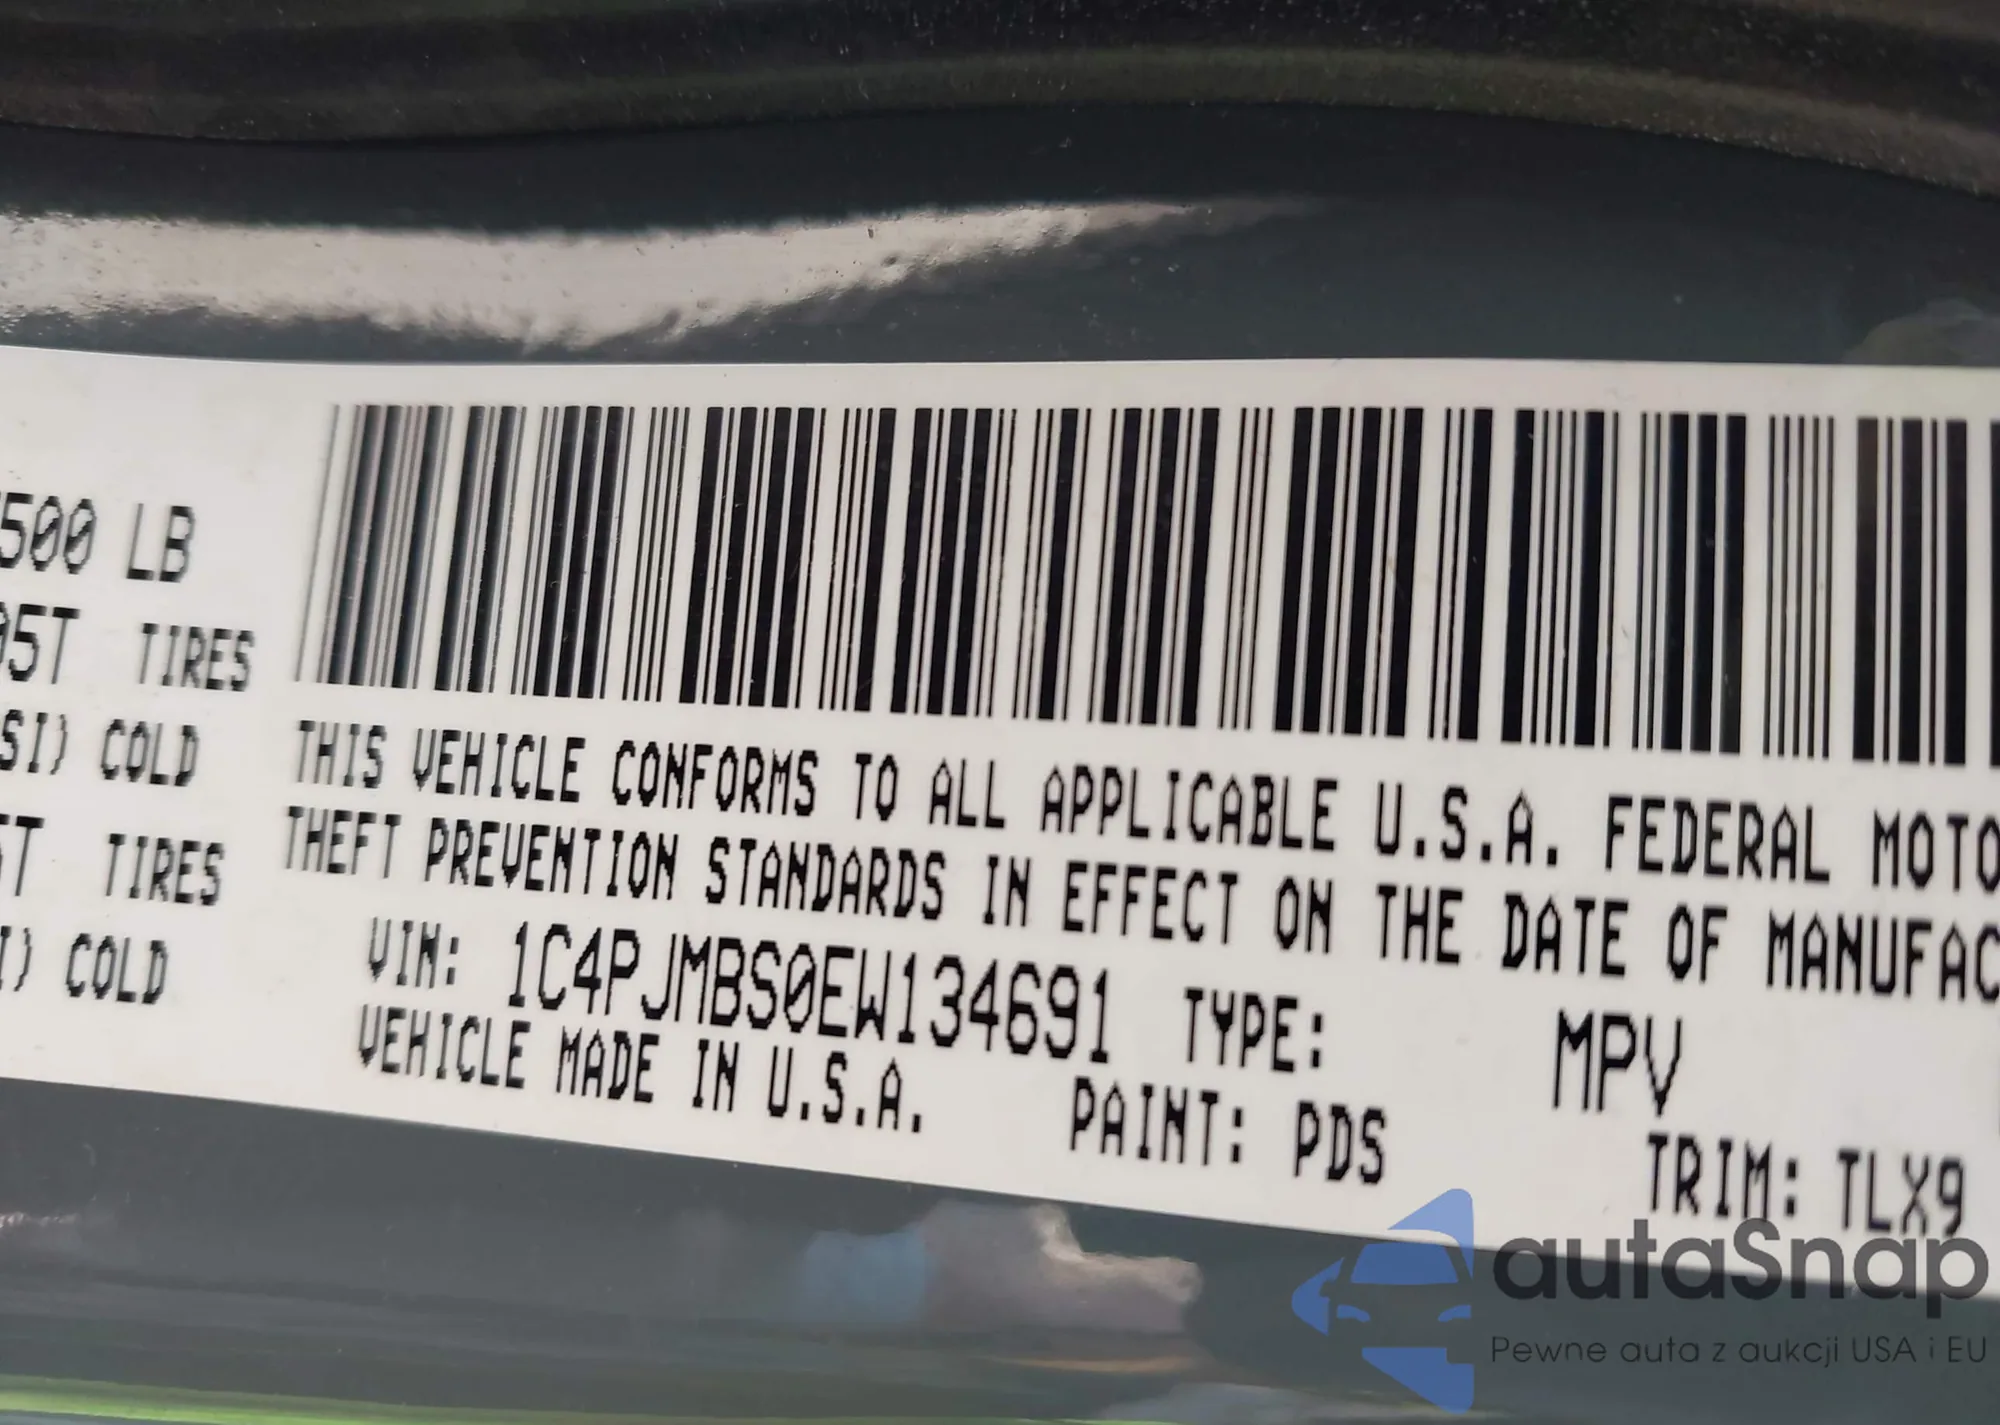 500 LB
05T TIRES
SI) COLD
5T TIRES
I) COLD
THIS VEHICLE CONFORMS TO ALL APPLICABLE U.S.A. FEDERAL MOTO
THEFT PREVENTION STANDARDS IN EFFECT ON THE DATE OF MANUFAC
VIN: 1C4PJMBS0EW134691 TYPE: MPV
VEHICLE MADE IN U.S.A. PAINT: PDS TRIM: TLX9
autaSnap
Pewne auta z aukcji USA i EU